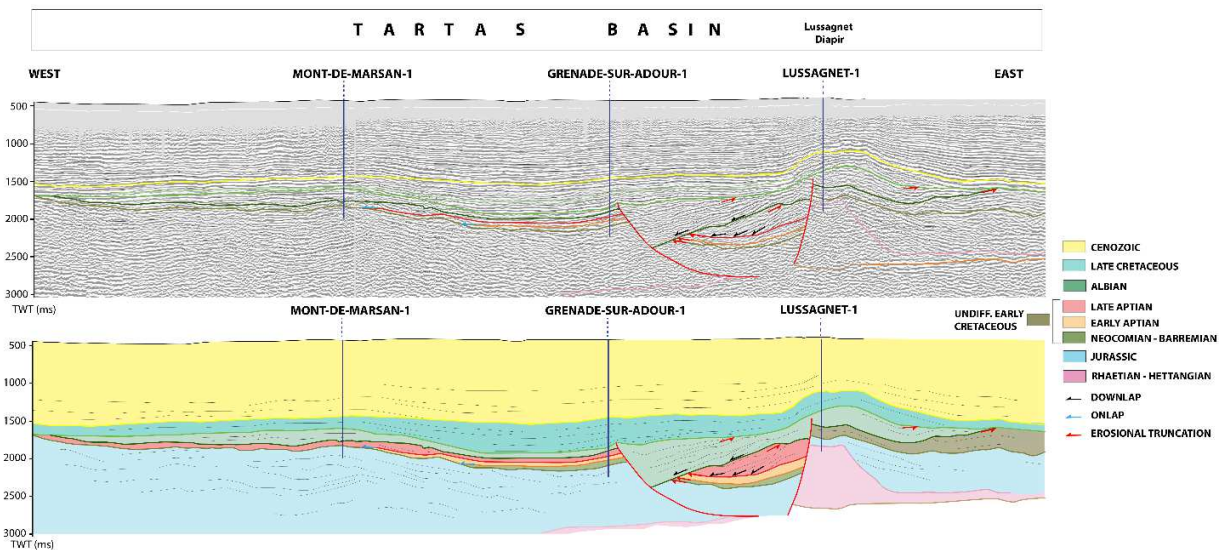 TARTAS BASIN
Lussagnet
Diapir
WEST
MONT-DE-MARSAN-1
GRENADE-SUR-ADOUR-1
LUSSAGNET-1
EAST
500
1000
1500
2000
2500
3000
TWT (ms)
MONT-DE-MARSAN-1
GRENADE-SUR-ADOUR-1
LUSSAGNET-1
500
1000
1500
2000
2500
3000
TWT (ms)
CENOZOIC
LATE CRETACEOUS
ALBIAN
LATE APTIAN
UNDIFF. EARLY
CRETACEOUS
EARLY APTIAN
NEOCOMIAN - BARREMIAN
JURASSIC
RHAETIAN - HETTANGIAN
DOWNLAP
ONLAP
EROSIONAL TRUNCATION